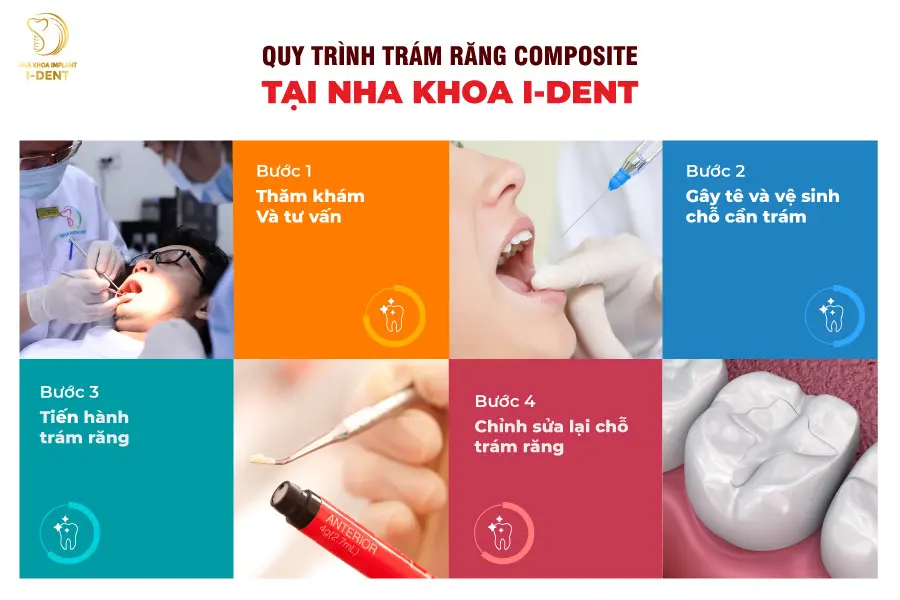 NHA KHOA IMPLANT
I-DENT
QUY TRÌNH TRÁM RĂNG COMPOSITE
TẠI NHA KHOA I-DENT
Bước 1
Thăm khám
Và tư vấn
Bước 2
Gây tê và vệ sinh
chỗ cần trám
Bước 3
Tiến hành
trám răng
ANTERIOR
4g(2.7mL)
Bước 4
Chỉnh sửa lại chỗ
trám răng